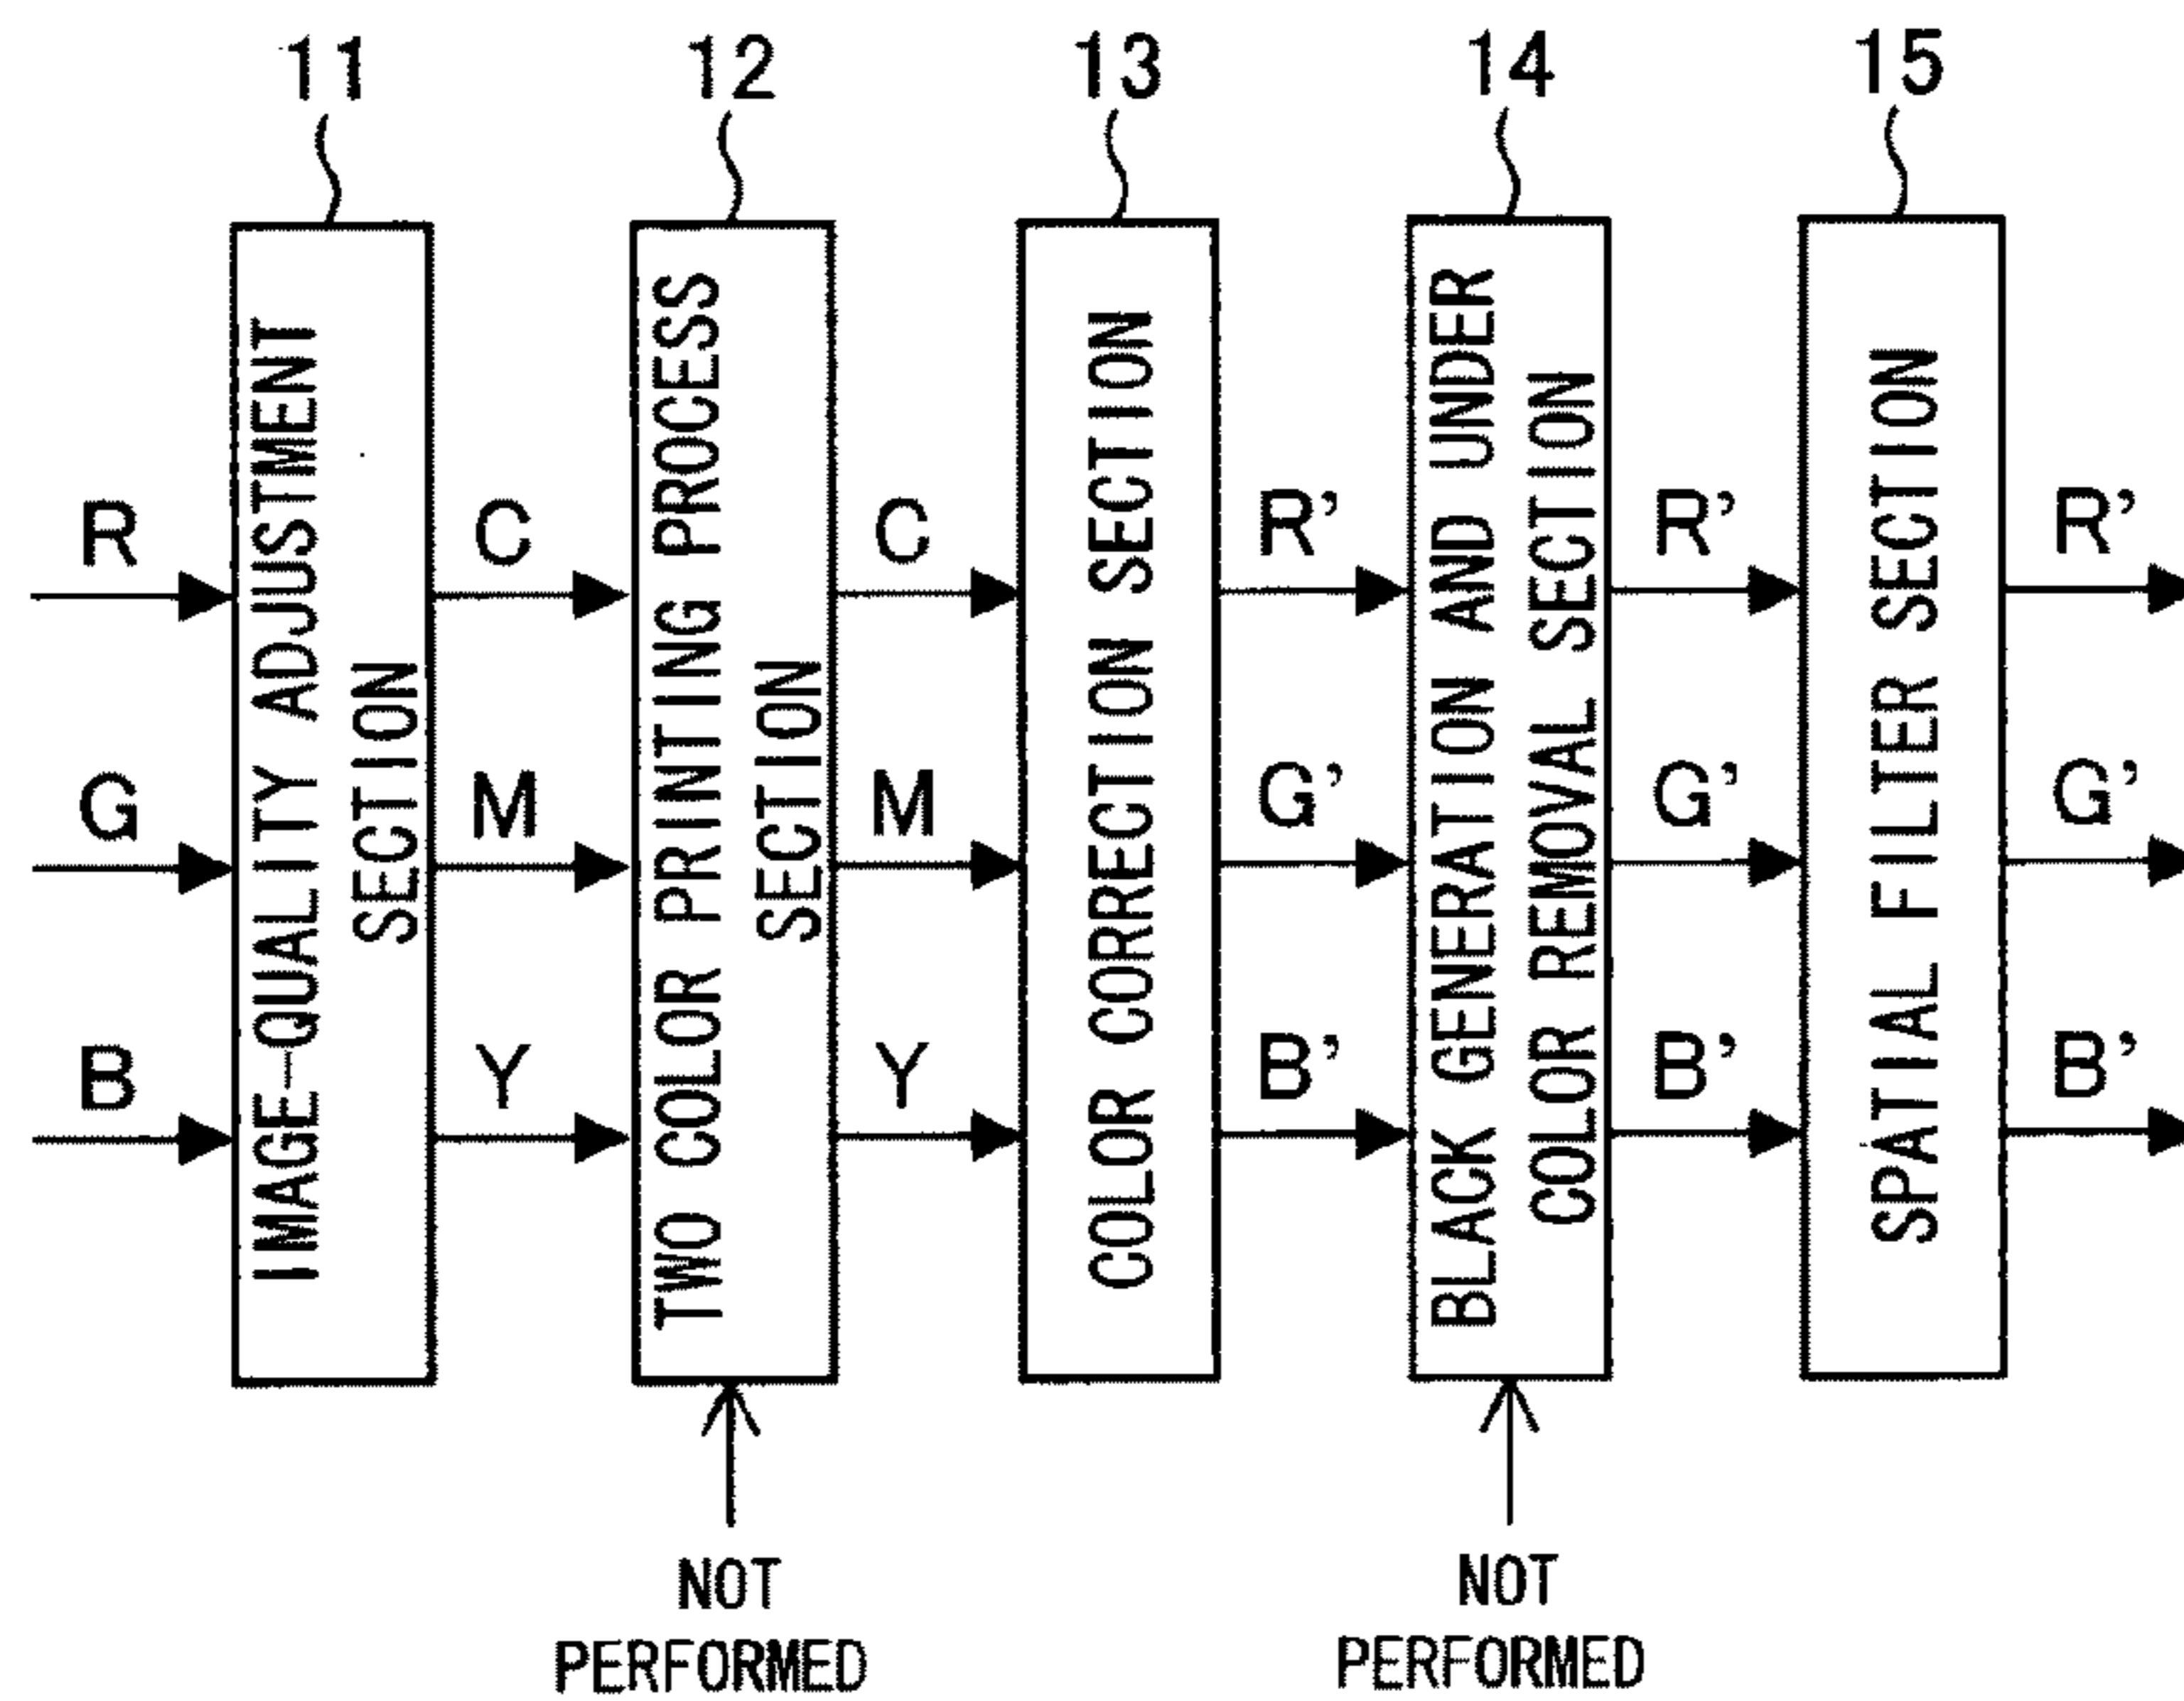 11
12
13
14
15
IMAGE-QUALITY ADJUSTMENT
SECTION
TWO COLOR PRINTING PROCESS
SECTION
COLOR CORRECTION SECTION
BLACK GENERATION AND UNDER
COLOR REMOVAL SECTION
SPATIAL FILTER SECTION
R
C
C
R'
R'
R'
G
M
M
G'
G'
G'
B
Y
Y
B'
B'
B'
NOT
PERFORMED
NOT
PERFORMED